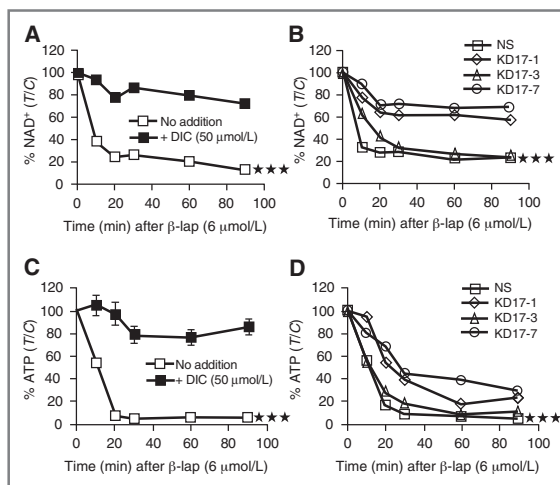 A
% NAD+ (T/C)
120
100
80
60
40
20
0
No addition
+ DIC (50 μmol/L)
★★★
0 20 40 60 80 100
Time (min) after β-lap (6 μmol/L)
B
% NAD+ (T/C)
120
100
80
60
40
20
0
NS
KD17-1
KD17-3
KD17-7
★★★
0 20 40 60 80 100
Time (min) after β-lap (6 μmol/L)
C
% ATP (T/C)
120
100
80
60
40
20
0
No addition
+ DIC (50 μmol/L)
★★★
0 20 40 60 80 100
Time (min) after β-lap (6 μmol/L)
D
% ATP (T/C)
120
100
80
60
40
20
0
NS
KD17-1
KD17-3
KD17-7
★★★
0 20 40 60 80 100
Time (min) after β-lap (6 μmol/L)